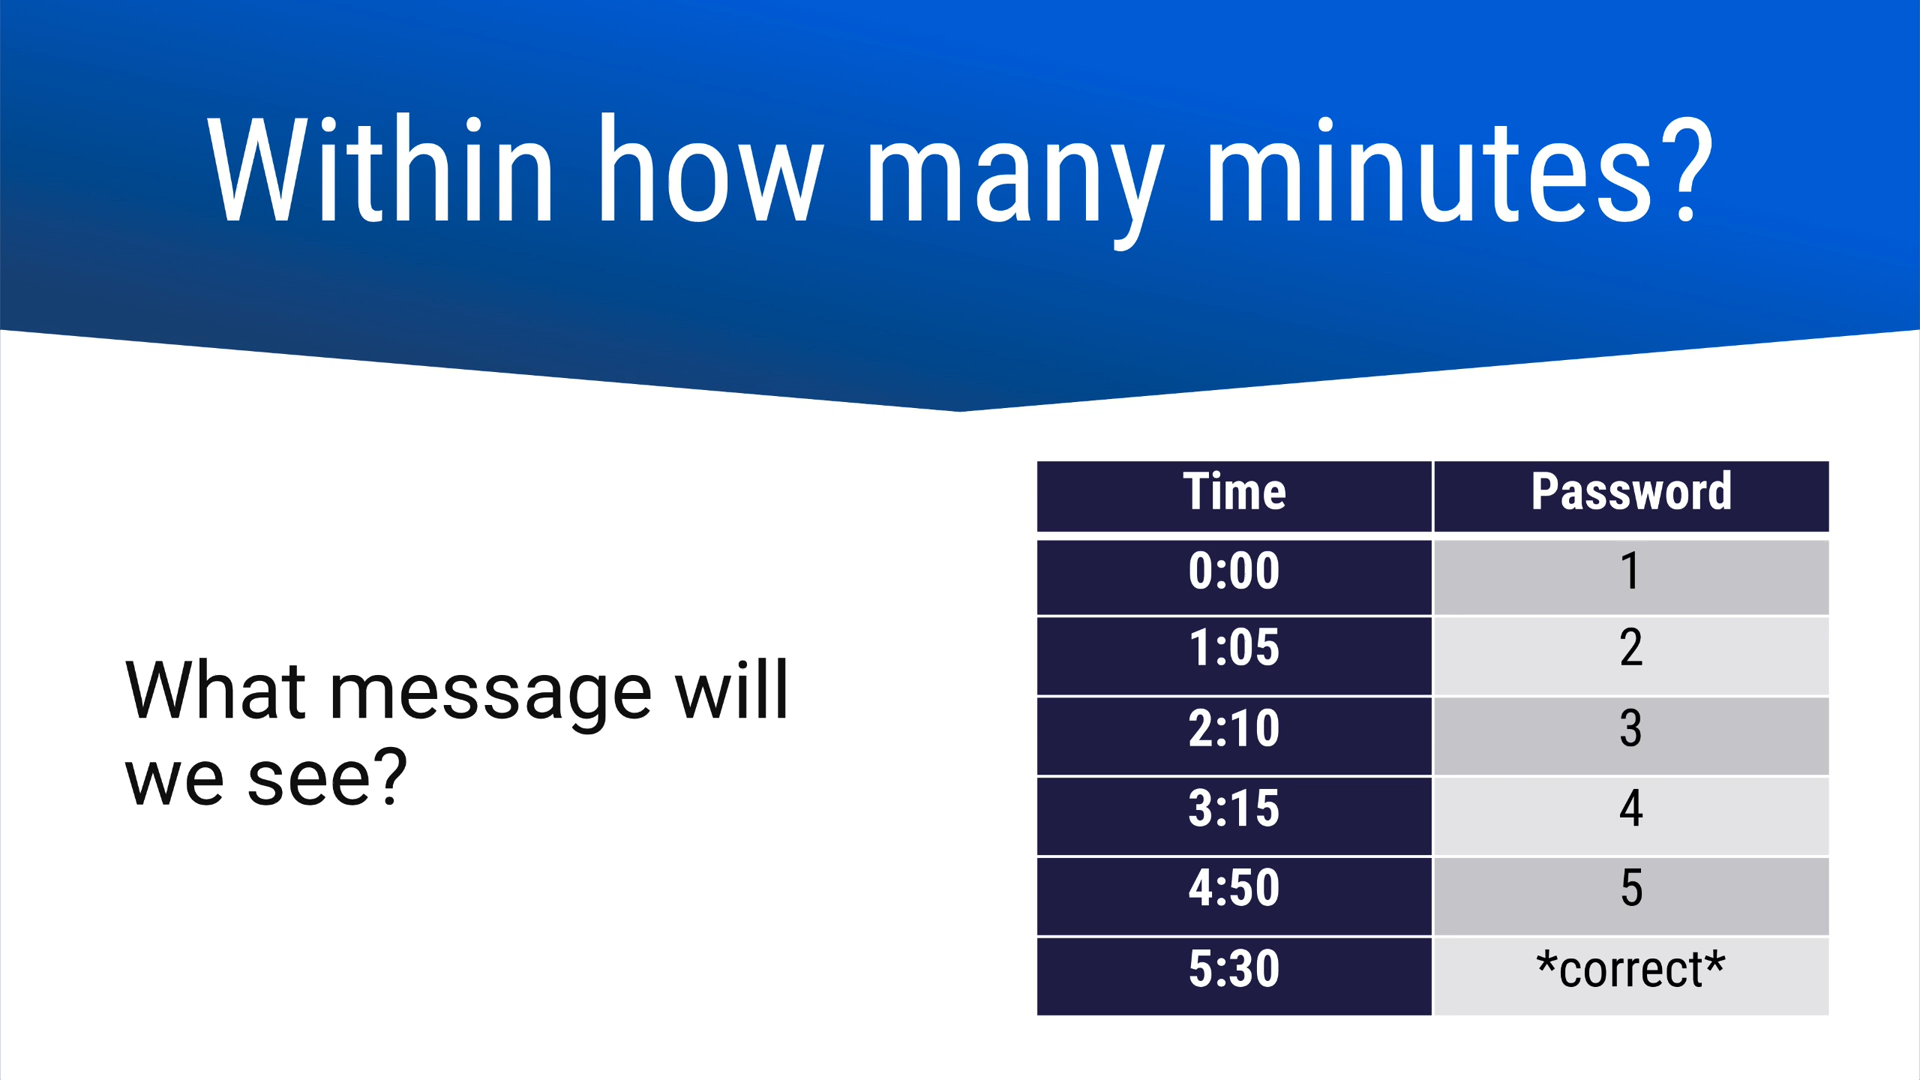 Within how many minutes?
What message will
we see?
Time Password
0:00 1
1:05 2
2:10 3
3:15 4
4:50 5
5:30 *correct*